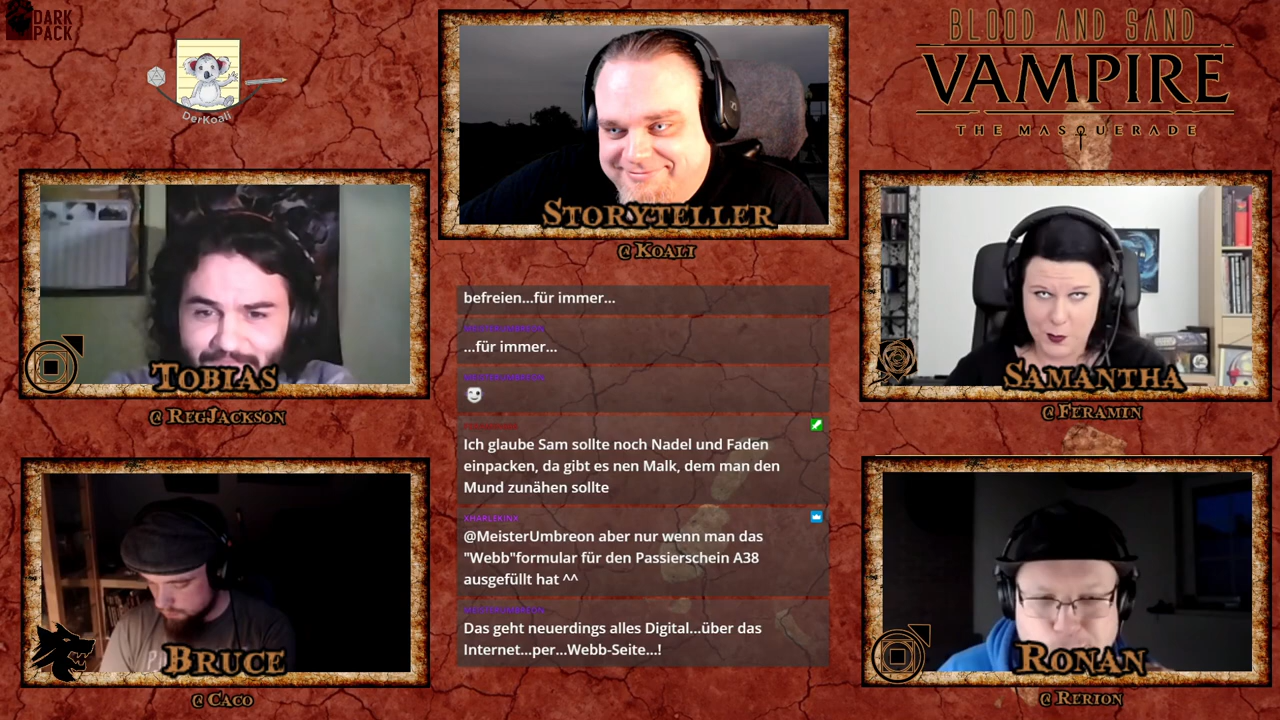 DARK
PACK
DerKoali
BLOOD AND SAND
VAMPIRE
THE MASQUERADE
STORYTELLER
@ KOALI
TOBIAS
@ REGJACKSON
SAMANTHA
@ FERAMIN
befreien...für immer...
...für immer...
Ich glaube Sam sollte noch Nadel und Faden
einpacken, da gibt es nen Malk, dem man den
Mund zunähen sollte
XHARLEKINX
@MeisterUmbreon aber nur wenn man das
"Webb"formular für den Passierschein A38
ausgefüllt hat ^^
MEISTERUMBREON
Das geht neuerdings alles Digital...über das
Internet...per...Webb-Seite...!
BRUCE
@ CACO
RONAN
@ RERION